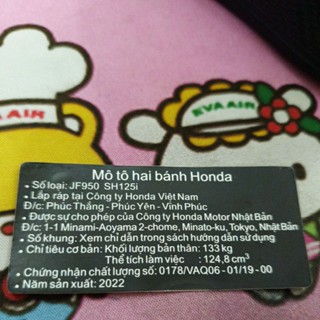 EVA AIR
EVA AIR
Mô tô hai bánh Honda
• Số loại: JF950 SH125i
• Lắp ráp tại Công ty Honda Việt Nam
Đ/c: Phúc Thắng - Phúc Yên - Vĩnh Phúc
• Được sự cho phép của Công ty Honda Motor Nhật Bản
Đ/c: 1-1 Minami-Aoyama 2-chome, Minato-ku, Tokyo, Nhật Bản
• Số khung: Xem chỉ dẫn trong sách hướng dẫn sử dụng
• Chỉ tiêu cơ bản: Khối lượng bản thân: 133 kg
Thể tích làm việc : 124,8 cm³
• Chứng nhận chất lượng số: 0178/VAQ06 - 01/19 - 00
• Năm sản xuất: 2022